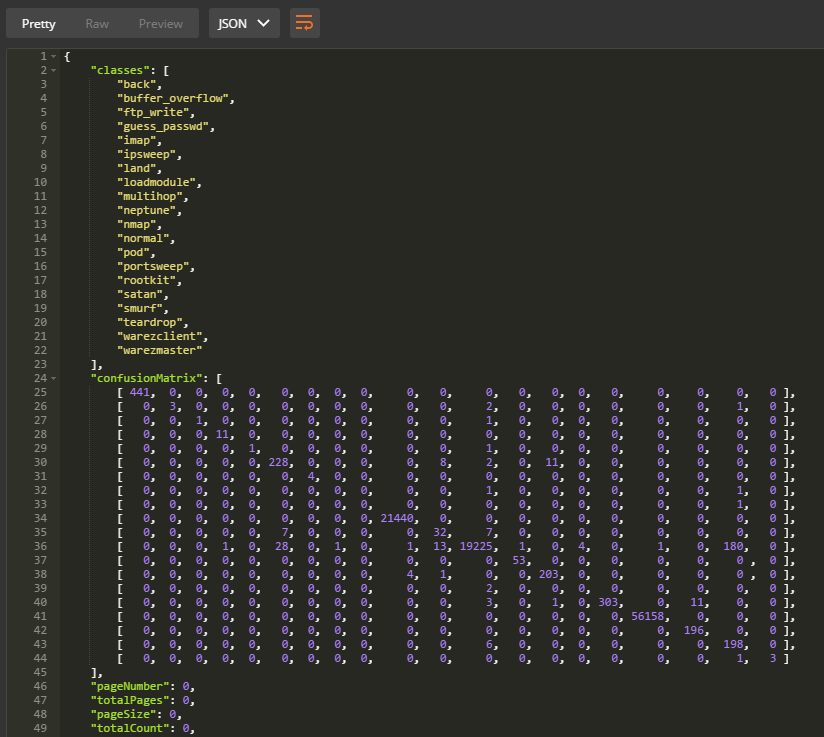 Pretty Raw Preview JSON
1 {
2 "classes": [
3 "back",
4 "buffer_overflow",
5 "ftp_write",
6 "guess_passwd",
7 "imap",
8 "ipsweep",
9 "land",
10 "loadmodule",
11 "multihop",
12 "neptune",
13 "nmap",
14 "normal",
15 "pod",
16 "portsweep",
17 "rootkit",
18 "satan",
19 "smurf",
20 "teardrop",
21 "warezclient",
22 "warezmaster"
23 ],
24 "confusionMatrix": [
25 [ 441, 0, 0, 0, 0, 0, 0, 0, 0, 0, 0, 0, 0, 0, 0, 0, 0, 0, 0, 0 ],
26 [ 0, 3, 0, 0, 0, 0, 0, 0, 0, 0, 0, 2, 0, 0, 0, 0, 0, 0, 1, 0 ],
27 [ 0, 0, 1, 0, 0, 0, 0, 0, 0, 0, 0, 1, 0, 0, 0, 0, 0, 0, 0, 0 ],
28 [ 0, 0, 0, 11, 0, 0, 0, 0, 0, 0, 0, 0, 0, 0, 0, 0, 0, 0, 0, 0 ],
29 [ 0, 0, 0, 0, 1, 0, 0, 0, 0, 0, 0, 1, 0, 0, 0, 0, 0, 0, 0, 0 ],
30 [ 0, 0, 0, 0, 0, 228, 0, 0, 0, 0, 8, 2, 0, 11, 0, 0, 0, 0, 0, 0 ],
31 [ 0, 0, 0, 0, 0, 0, 4, 0, 0, 0, 0, 0, 0, 0, 0, 0, 0, 0, 0, 0 ],
32 [ 0, 0, 0, 0, 0, 0, 0, 0, 0, 0, 0, 1, 0, 0, 0, 0, 0, 0, 1, 0 ],
33 [ 0, 0, 0, 0, 0, 0, 0, 0, 0, 0, 0, 0, 0, 0, 0, 0, 0, 0, 1, 0 ],
34 [ 0, 0, 0, 0, 0, 0, 0, 0, 0, 21440, 0, 0, 0, 0, 0, 0, 0, 0, 0, 0 ],
35 [ 0, 0, 0, 0, 0, 7, 0, 0, 0, 0, 32, 7, 0, 0, 0, 0, 0, 0, 0, 0 ],
36 [ 0, 0, 0, 1, 0, 28, 0, 1, 0, 1, 13, 19225, 1, 0, 4, 0, 1, 0, 180, 0 ],
37 [ 0, 0, 0, 0, 0, 0, 0, 0, 0, 0, 0, 0, 53, 0, 0, 0, 0, 0, 0 , 0 ],
38 [ 0, 0, 0, 0, 0, 0, 0, 0, 0, 4, 1, 0, 0, 203, 0, 0, 0, 0, 0 , 0 ],
39 [ 0, 0, 0, 0, 0, 0, 0, 0, 0, 0, 0, 2, 0, 0, 0, 0, 0, 0, 0, 0 ],
40 [ 0, 0, 0, 0, 0, 0, 0, 0, 0, 0, 0, 3, 0, 1, 0, 303, 0, 11, 0, 0 ],
41 [ 0, 0, 0, 0, 0, 0, 0, 0, 0, 0, 0, 0, 0, 0, 0, 0, 56158, 0, 0, 0 ],
42 [ 0, 0, 0, 0, 0, 0, 0, 0, 0, 0, 0, 0, 0, 0, 0, 0, 0, 196, 0, 0 ],
43 [ 0, 0, 0, 0, 0, 0, 0, 0, 0, 0, 0, 6, 0, 0, 0, 0, 0, 0, 198, 0 ],
44 [ 0, 0, 0, 0, 0, 0, 0, 0, 0, 0, 0, 0, 0, 0, 0, 0, 0, 0, 1, 3 ]
45 ],
46 "pageNumber": 0,
47 "totalPages": 0,
48 "pageSize": 0,
49 "totalCount": 0,